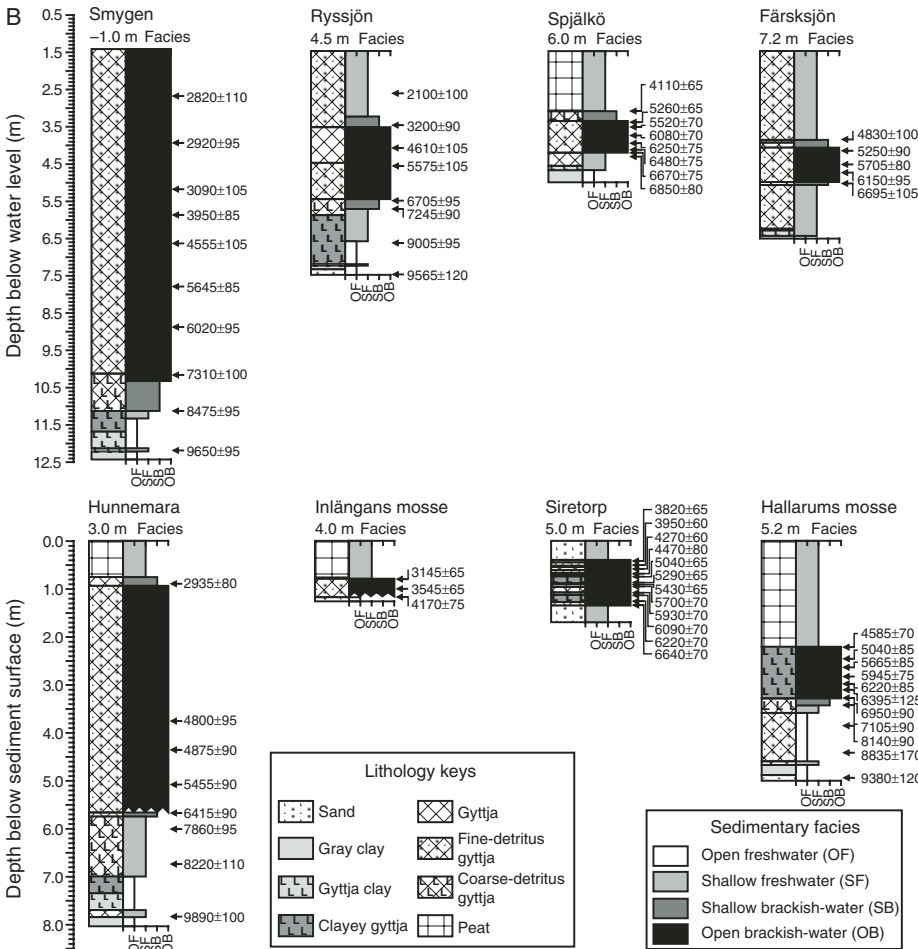 B
Smygen
–1.0 m Facies
Depth below water level (m)
0.5
1.5
2.5
3.5
4.5
5.5
6.5
7.5
8.5
9.5
10.5
11.5
12.5
2820±110
2920±95
3090±105
3950±85
4555±105
5645±85
6020±95
7310±100
8475±95
9650±95
OF
SF
SB
OB
Ryssjön
4.5 m Facies
2100±100
3200±90
4610±105
5575±105
6705±95
7245±90
9005±95
9565±120
OF
SF
SB
OB
Spjälkö
6.0 m Facies
4110±65
5260±65
5520±70
6080±70
6250±75
6480±75
6670±75
6850±80
OF
SF
SB
OB
Färsksjön
7.2 m Facies
4830±100
5250±90
5705±80
6150±95
6695±105
OF
SF
SB
OB
Hunnemara
3.0 m Facies
Depth below sediment surface (m)
0.0
1.0
2.0
3.0
4.0
5.0
6.0
7.0
8.0
2935±80
4800±95
4875±90
5455±90
6415±90
7860±95
8220±110
9890±100
OF
SF
SB
OB
Inlängans mosse
4.0 m Facies
3145±65
3545±65
4170±75
OF
SF
SB
OB
Siretorp
5.0 m Facies
3820±65
3950±60
4270±60
4470±80
5040±65
5290±65
5430±65
5700±70
5930±70
6090±70
6220±70
6640±70
OF
SF
SB
OB
Hallarums mosse
5.2 m Facies
4585±70
5040±85
5665±85
5945±75
6220±85
6395±125
6950±90
7105±90
8140±90
8835±170
9380±120
OF
SF
SB
OB
Lithology keys
Sand
Gray clay
Gyttja clay
Clayey gyttja
Gyttja
Fine-detritus
gyttja
Coarse-detritus
gyttja
Peat
Sedimentary facies
Open freshwater (OF)
Shallow freshwater (SF)
Shallow brackish-water (SB)
Open brackish-water (OB)